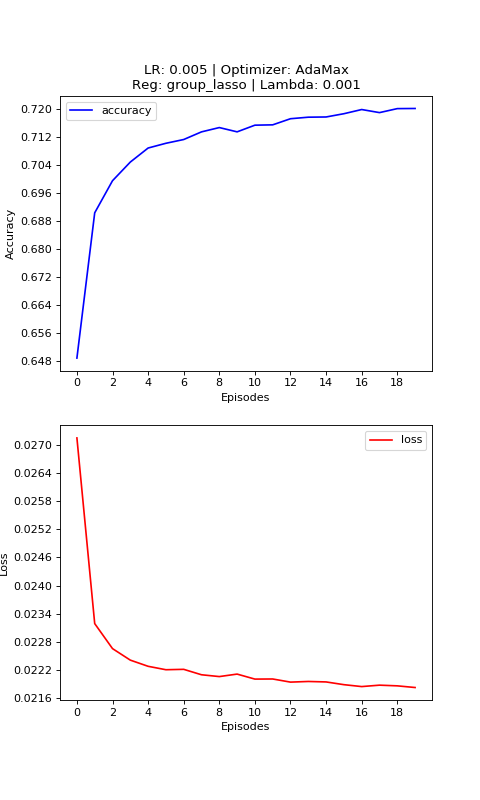 LR: 0.005 | Optimizer: AdaMax
Reg: group_lasso | Lambda: 0.001
accuracy
0.720
0.712
0.704
0.696
0.688
0.680
0.672
0.664
0.656
0.648
Accuracy
0 2 4 6 8 10 12 14 16 18
Episodes
loss
0.0270
0.0264
0.0258
0.0252
0.0246
0.0240
0.0234
0.0228
0.0222
0.0216
Loss
0 2 4 6 8 10 12 14 16 18
Episodes